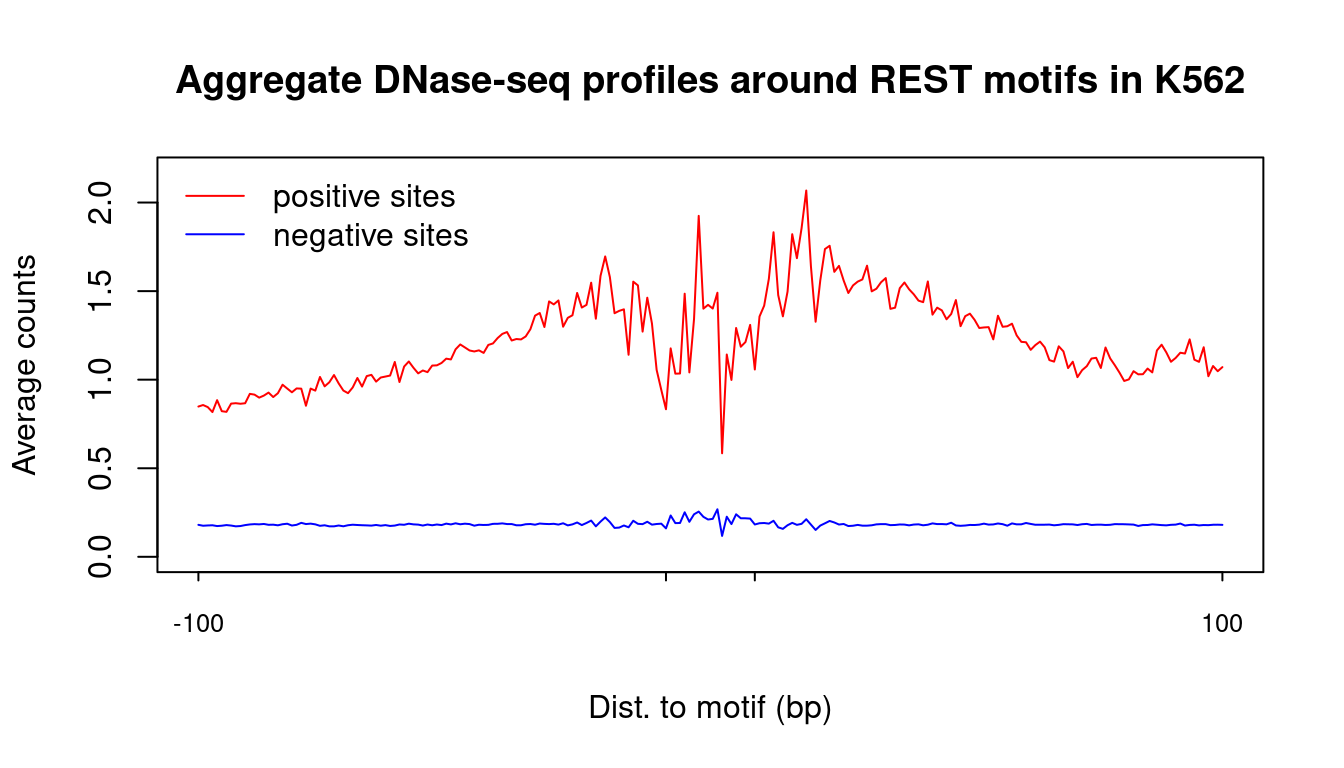 Aggregate DNase-seq profiles around REST motifs in K562
positive sites
negative sites
Average counts
2.0
1.5
1.0
0.5
0.0
-100
100
Dist. to motif (bp)